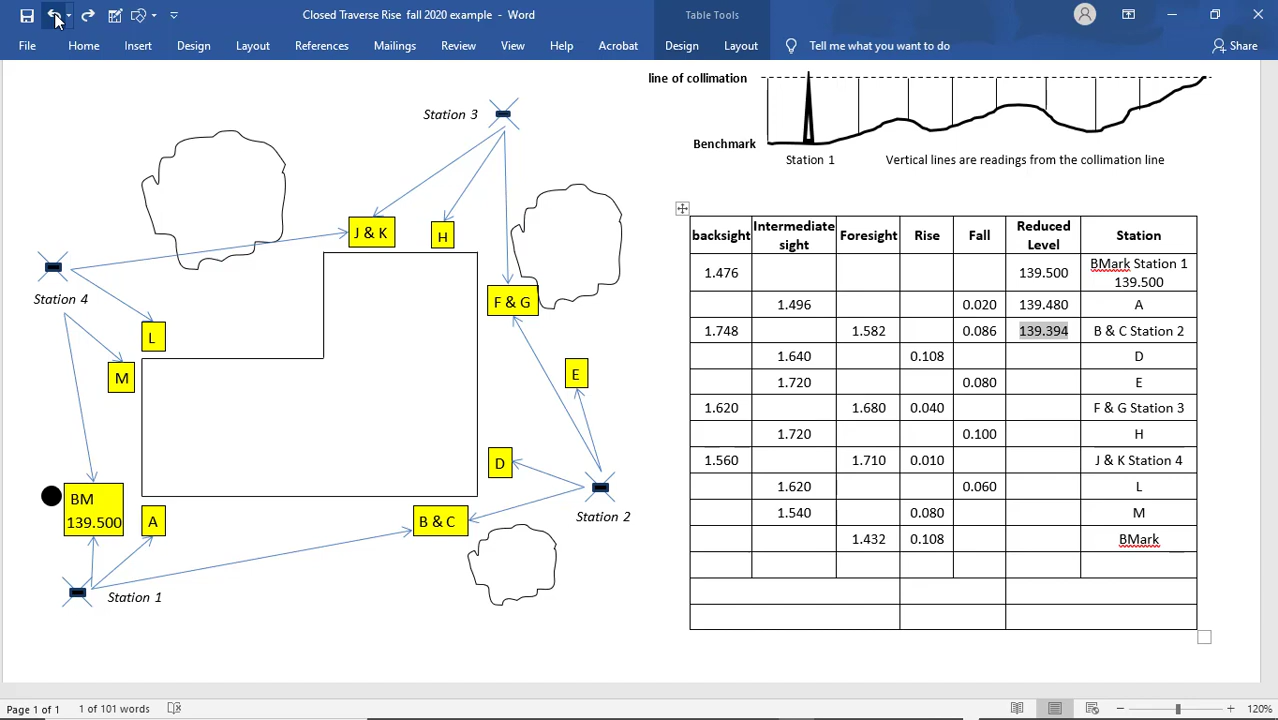 Closed Traverse Rise fall 2020 example - Word
Table Tools
File Home Insert Design Layout References Mailings Review View Help Acrobat Design Layout Tell me what you want to do Share
line of collimation
Benchmark
Station 1
Vertical lines are readings from the collimation line
Station 3
J & K
H
Station 4
F & G
L
M
E
D
BM
139.500
A
B & C
Station 2
Station 1
backsight Intermediate sight Foresight Rise Fall Reduced Level Station
1.476 139.500 BMark Station 1 139.500
1.496 0.020 139.480 A
1.748 1.582 0.086 139.394 B & C Station 2
1.640 0.108 D
1.720 0.080 E
1.620 1.680 0.040 F & G Station 3
1.720 0.100 H
1.560 1.710 0.010 J & K Station 4
1.620 0.060 L
1.540 0.080 M
1.432 0.108 BMark
Page 1 of 1 1 of 101 words 120%